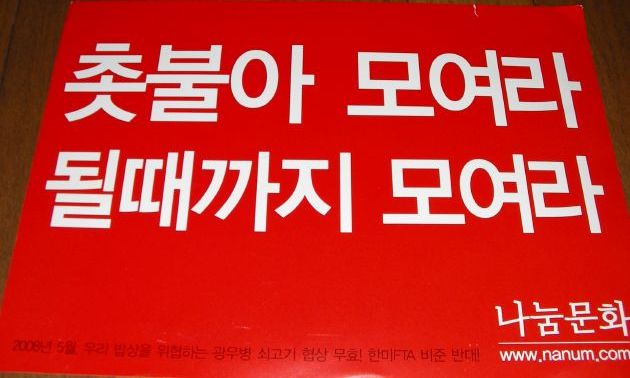 촛불아 모여라
될때까지 모여라
나눔문화
www.nanum.com
2008년 5월, 우리 밥상을 위협하는 광우병 쇠고기 협상 무효! 한미FTA 비준 반대!